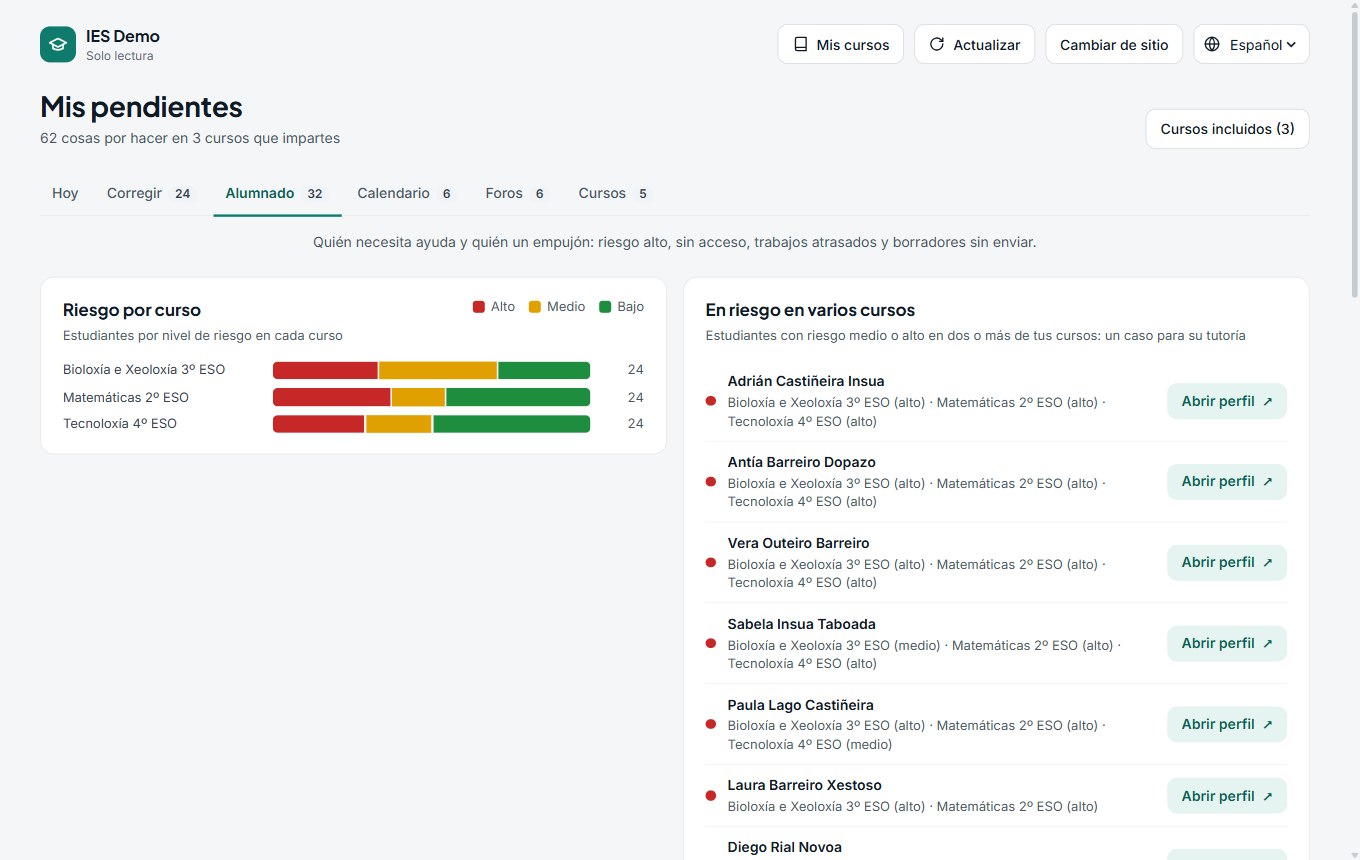 IES Demo
Solo lectura
Mis cursos
Actualizar
Cambiar de sitio
Español
Mis pendientes
62 cosas por hacer en 3 cursos que impartes
Cursos incluidos (3)
Hoy
Corregir 24
Alumnado 32
Calendario 6
Foros 6
Cursos 5
Quién necesita ayuda y quién un empujón: riesgo alto, sin acceso, trabajos atrasados y borradores sin enviar.
Riesgo por curso
Alto
Medio
Bajo
Estudiantes por nivel de riesgo en cada curso
Bioloxía e Xeoloxía 3º ESO 24
Matemáticas 2º ESO 24
Tecnoloxía 4º ESO 24
En riesgo en varios cursos
Estudiantes con riesgo medio o alto en dos o más de tus cursos: un caso para su tutoría
Adrián Castiñeira Insua
Bioloxía e Xeoloxía 3º ESO (alto) · Matemáticas 2º ESO (alto) ·
Tecnoloxía 4º ESO (alto)
Abrir perfil ↗
Antía Barreiro Dopazo
Bioloxía e Xeoloxía 3º ESO (alto) · Matemáticas 2º ESO (alto) ·
Tecnoloxía 4º ESO (alto)
Abrir perfil ↗
Vera Outeiro Barreiro
Bioloxía e Xeoloxía 3º ESO (alto) · Matemáticas 2º ESO (alto) ·
Tecnoloxía 4º ESO (alto)
Abrir perfil ↗
Sabela Insua Taboada
Bioloxía e Xeoloxía 3º ESO (medio) · Matemáticas 2º ESO (alto) ·
Tecnoloxía 4º ESO (alto)
Abrir perfil ↗
Paula Lago Castiñeira
Bioloxía e Xeoloxía 3º ESO (alto) · Matemáticas 2º ESO (alto) ·
Tecnoloxía 4º ESO (medio)
Abrir perfil ↗
Laura Barreiro Xestoso
Bioloxía e Xeoloxía 3º ESO (alto) · Matemáticas 2º ESO (alto)
Abrir perfil ↗
Diego Rial Novoa